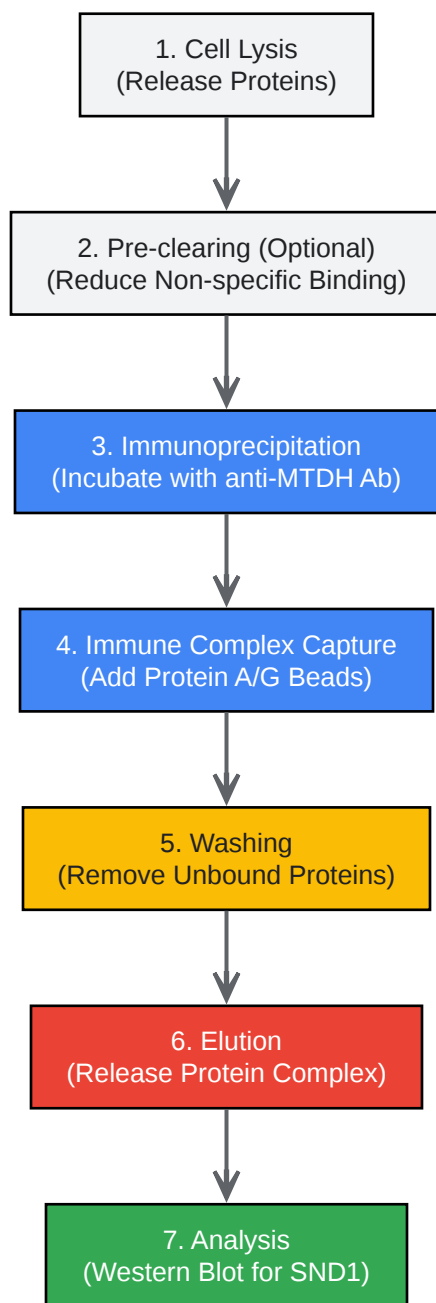 1. Cell Lysis
(Release Proteins)
2. Pre-clearing (Optional)
(Reduce Non-specific Binding)
3. Immunoprecipitation
(Incubate with anti-MTDH Ab)
4. Immune Complex Capture
(Add Protein A/G Beads)
5. Washing
(Remove Unbound Proteins)
6. Elution
(Release Protein Complex)
7. Analysis
(Western Blot for SND1)